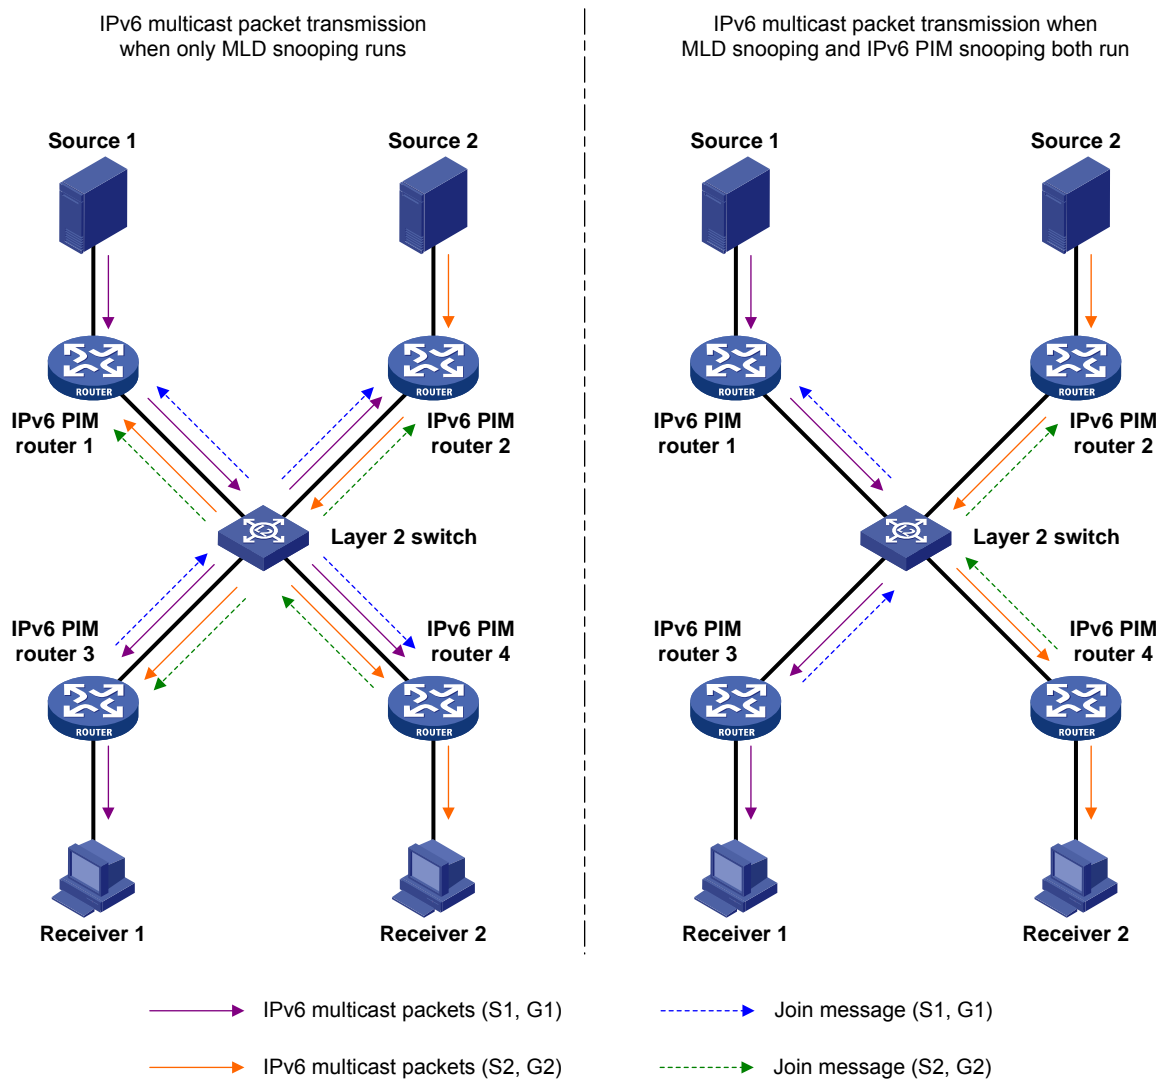 IPv6 multicast packet transmission
when only MLD snooping runs
IPv6 multicast packet transmission when
MLD snooping and IPv6 PIM snooping both run
Source 1
Source 2
Source 1
Source 2
ROUTER
ROUTER
ROUTER
ROUTER
IPv6 PIM
router 1
IPv6 PIM
router 2
IPv6 PIM
router 1
IPv6 PIM
router 2
Layer 2 switch
Layer 2 switch
IPv6 PIM
router 3
IPv6 PIM
router 4
IPv6 PIM
router 3
IPv6 PIM
router 4
ROUTER
ROUTER
ROUTER
ROUTER
Receiver 1
Receiver 2
Receiver 1
Receiver 2
IPv6 multicast packets (S1, G1)
Join message (S1, G1)
IPv6 multicast packets (S2, G2)
Join message (S2, G2)